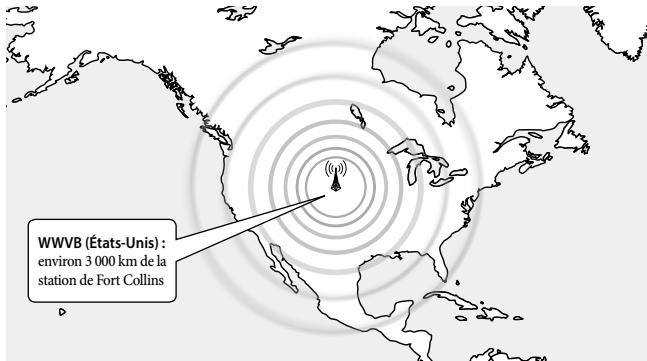 WWVB (États-Unis) :
environ 3 000 km de la
station de Fort Collins